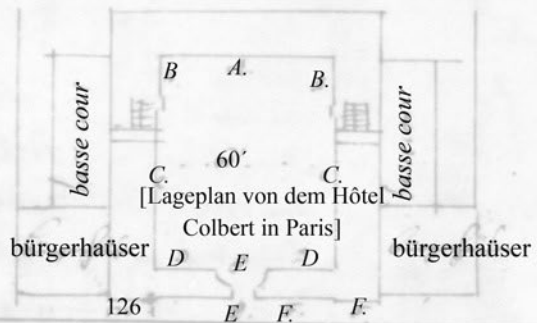 B A. B.
basse cour
basse cour
60´
C. C.
[Lageplan von dem Hôtel
Colbert in Paris]
bürgerhaüser
bürgerhaüser
D E D
126
E F. F.